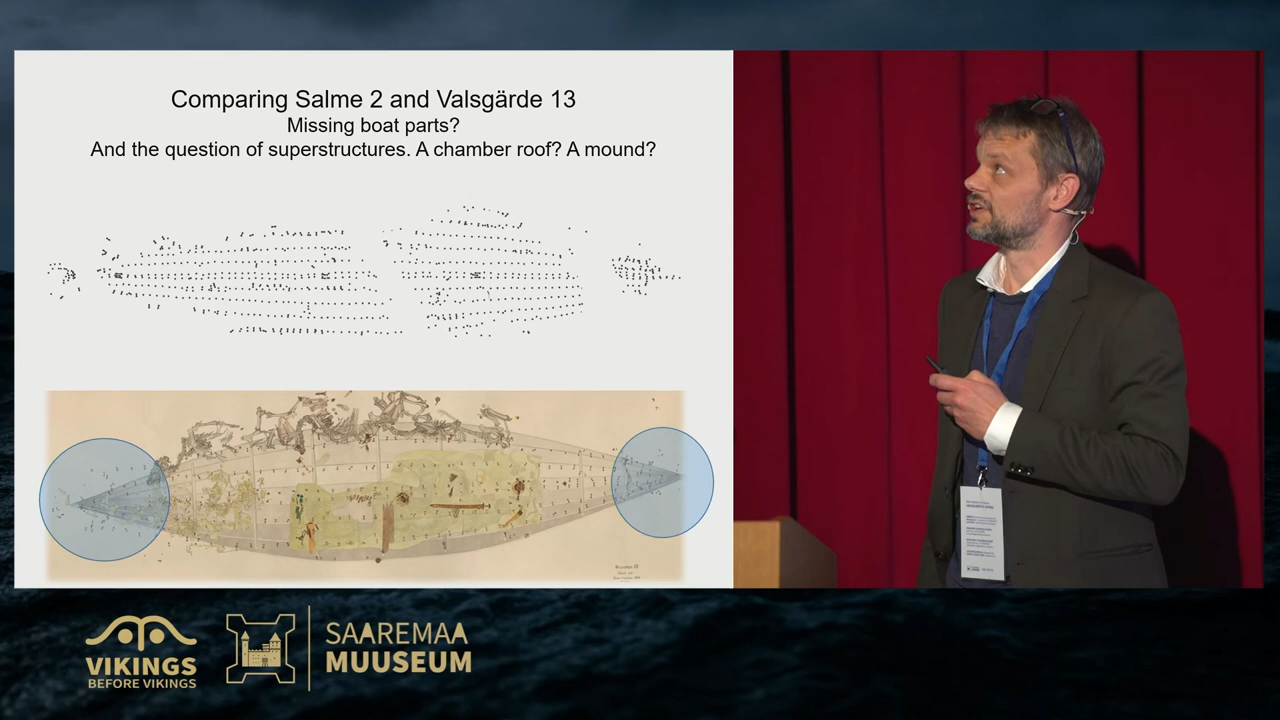 Comparing Salme 2 and Valsgärde 13
Missing boat parts?
And the question of superstructures. A chamber roof? A mound?
VIKINGS
BEFORE VIKINGS
SAAREMAA
MUUSEUM